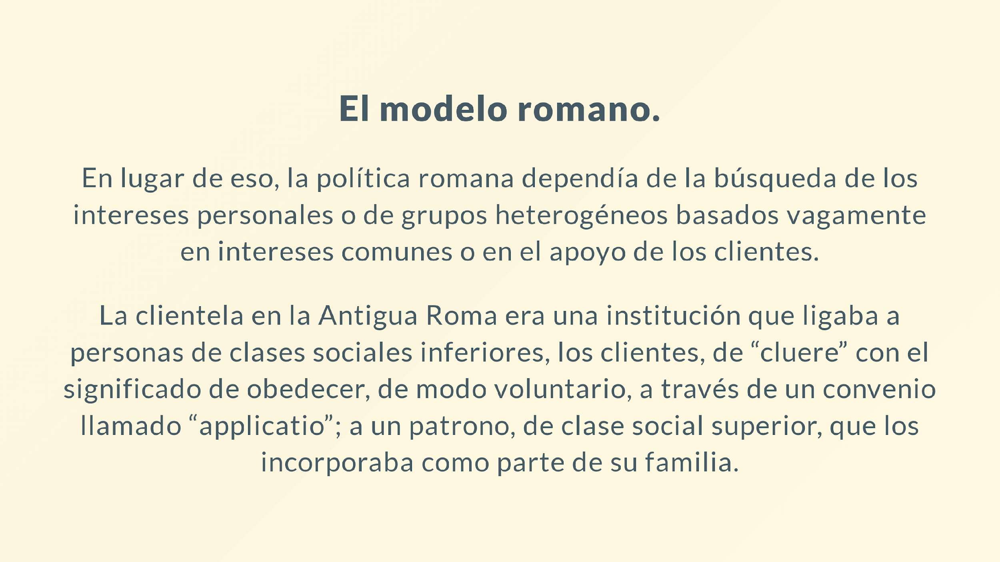 El modelo romano.
En lugar de eso, la política romana dependía de la búsqueda de los
intereses personales o de grupos heterogéneos basados vagamente
en intereses comunes o en el apoyo de los clientes.
La clientela en la Antigua Roma era una institución que ligaba a
personas de clases sociales inferiores, los clientes, de “cluere” con el
significado de obedecer, de modo voluntario, a través de un convenio
llamado “applicatio”; a un patrono, de clase social superior, que los
incorporaba como parte de su familia.